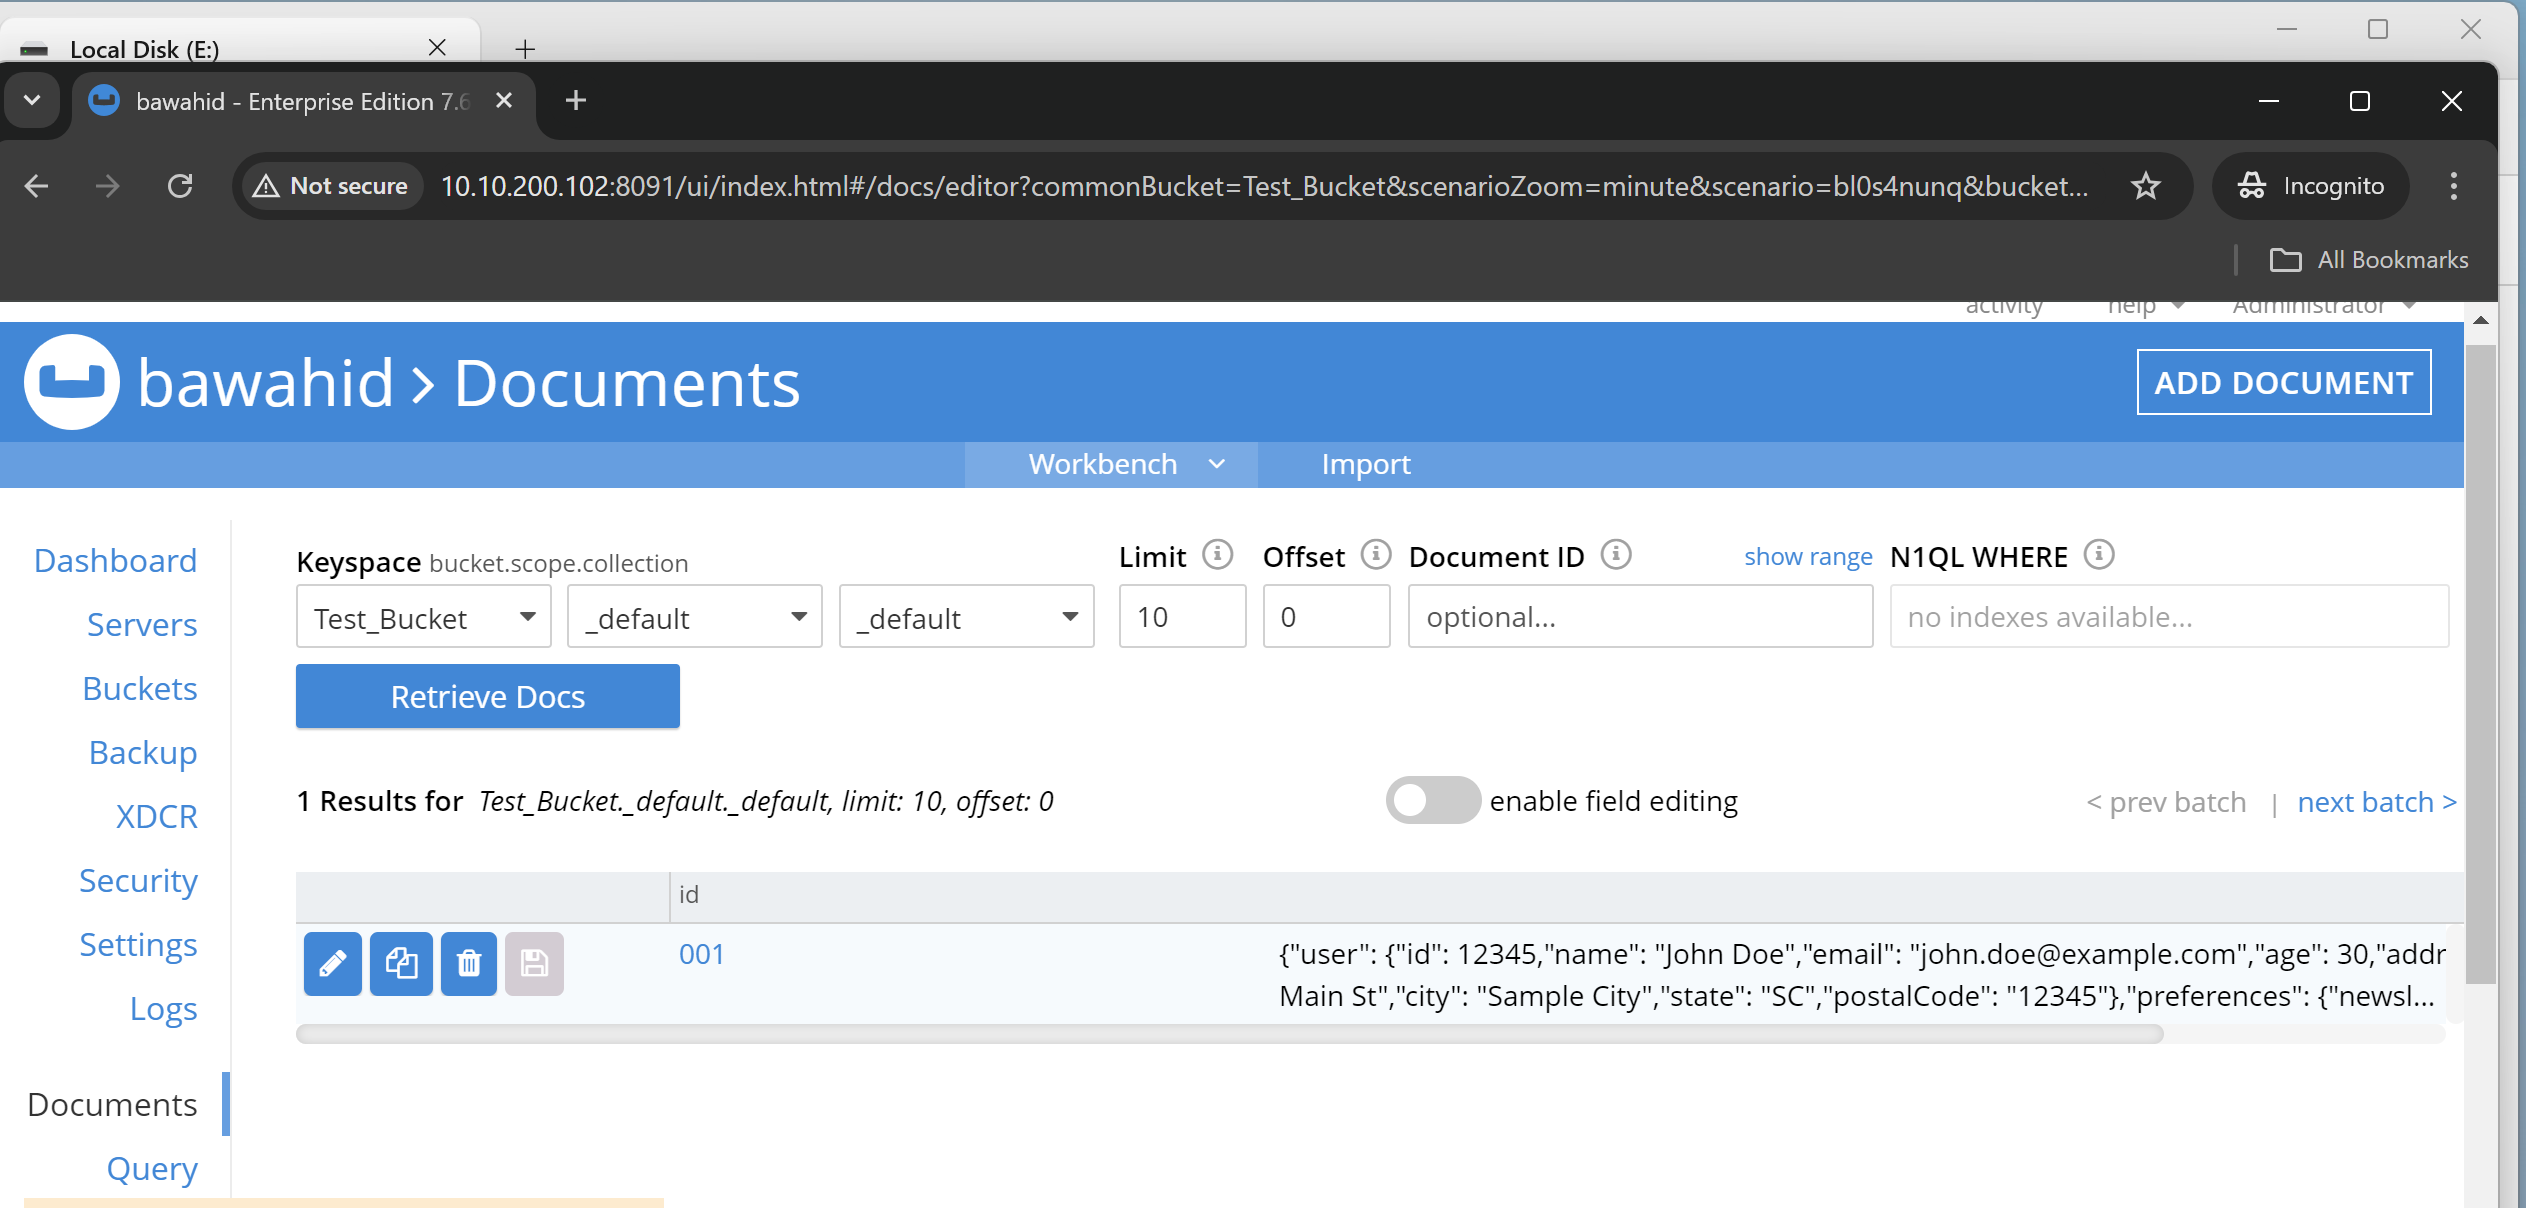 Local Disk (E:)
bawahid - Enterprise Edition 7.6
Not secure
10.10.200.102:8091/ui/index.html#/docs/editor?commonBucket=Test_Bucket&scenarioZoom=minute&scenario=bl0s4nunq&bucket...
Incognito
All Bookmarks
activity help Administrator
bawahid > Documents
ADD DOCUMENT
Workbench Import
Dashboard
Servers
Buckets
Backup
XDCR
Security
Settings
Logs
Documents
Query
Keyspace bucket.scope.collection
Limit Offset Document ID show range N1QL WHERE
Test_Bucket _default _default 10 0 optional... no indexes available...
Retrieve Docs
1 Results for Test_Bucket._default._default, limit: 10, offset: 0
enable field editing
< prev batch | next batch >
id
001
{"user": {"id": 12345,"name": "John Doe","email": "john.doe@example.com","age": 30,"addr
Main St","city": "Sample City","state": "SC","postalCode": "12345"},"preferences": {"newsl...